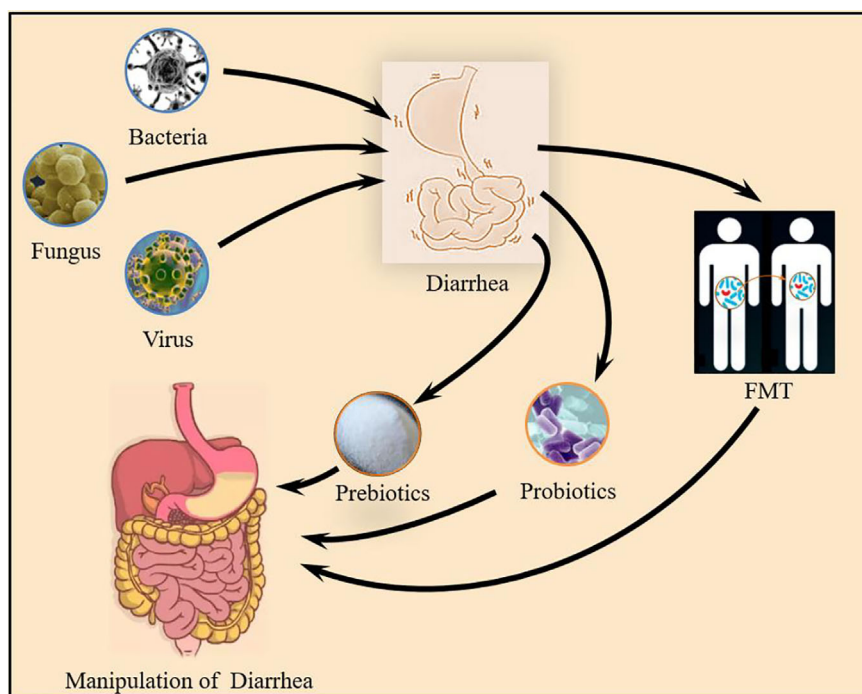 Bacteria
Fungus
Virus
Diarrhea
FMT
Prebiotics
Probiotics
Manipulation of Diarrhea